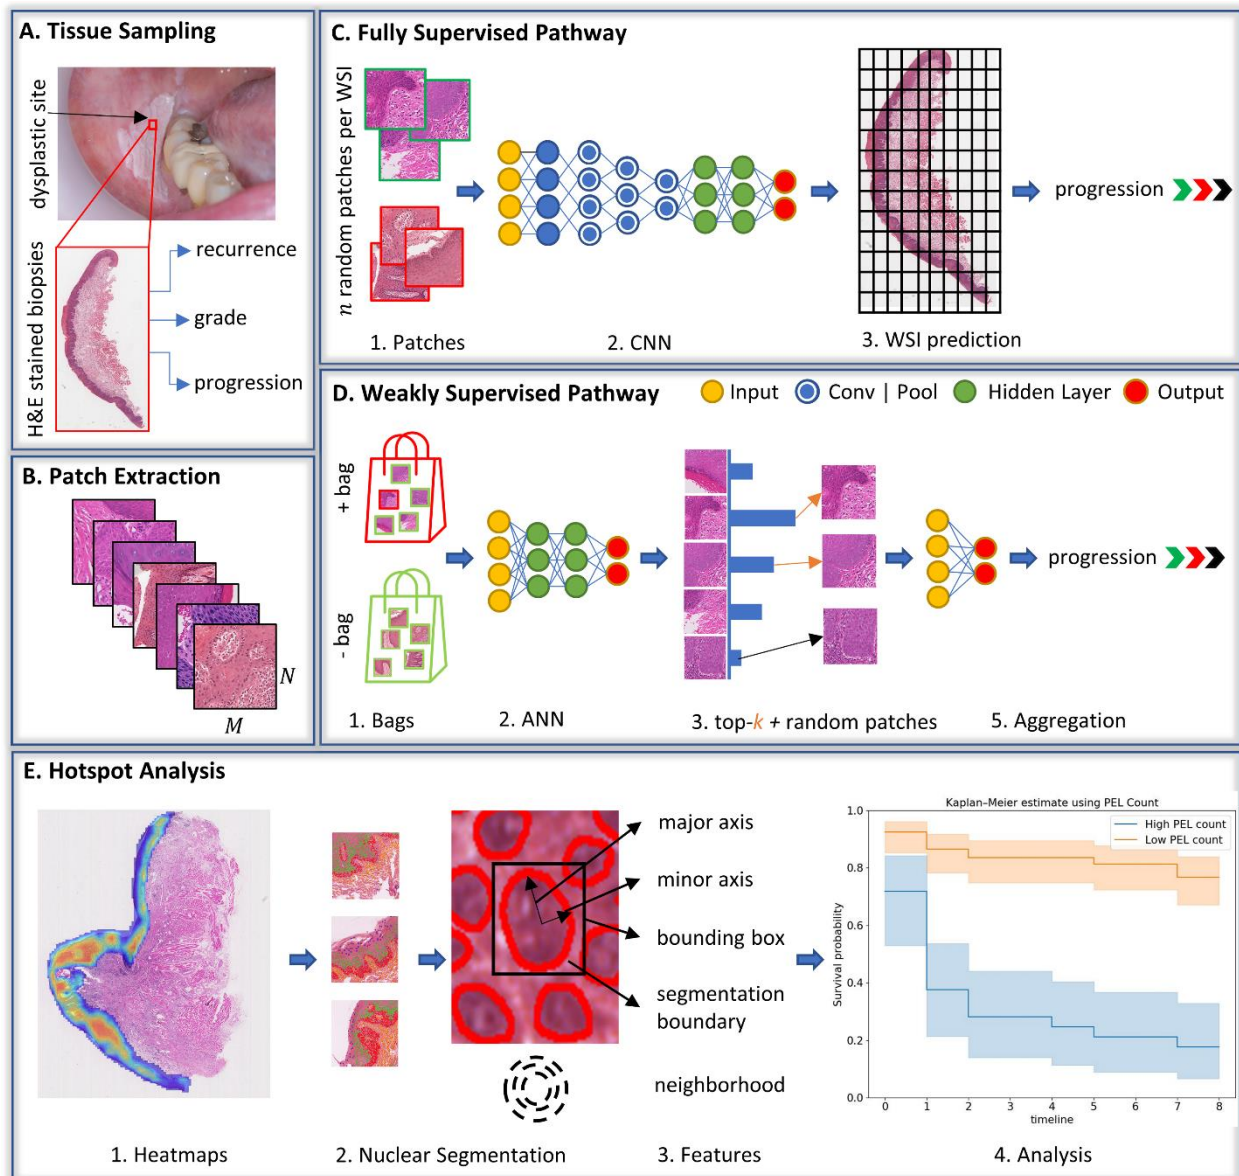 A. Tissue Sampling
dysplastic site
H&E stained biopsies
recurrence
grade
progression
B. Patch Extraction
N
M
C. Fully Supervised Pathway
n random patches per WSI
progression
1. Patches
2. CNN
3. WSI prediction
D. Weakly Supervised Pathway
Input
Conv | Pool
Hidden Layer
Output
+ bag
- bag
progression
1. Bags
2. ANN
3. top-k + random patches
5. Aggregation
E. Hotspot Analysis
major axis
minor axis
bounding box
segmentation
boundary
neighborhood
Kaplan–Meier estimate using PEL Count
High PEL count
Low PEL count
Survival probability
1.0
0.8
0.6
0.4
0.2
0.0
0 1 2 3 4 5 6 7 8
timeline
1. Heatmaps
2. Nuclear Segmentation
3. Features
4. Analysis